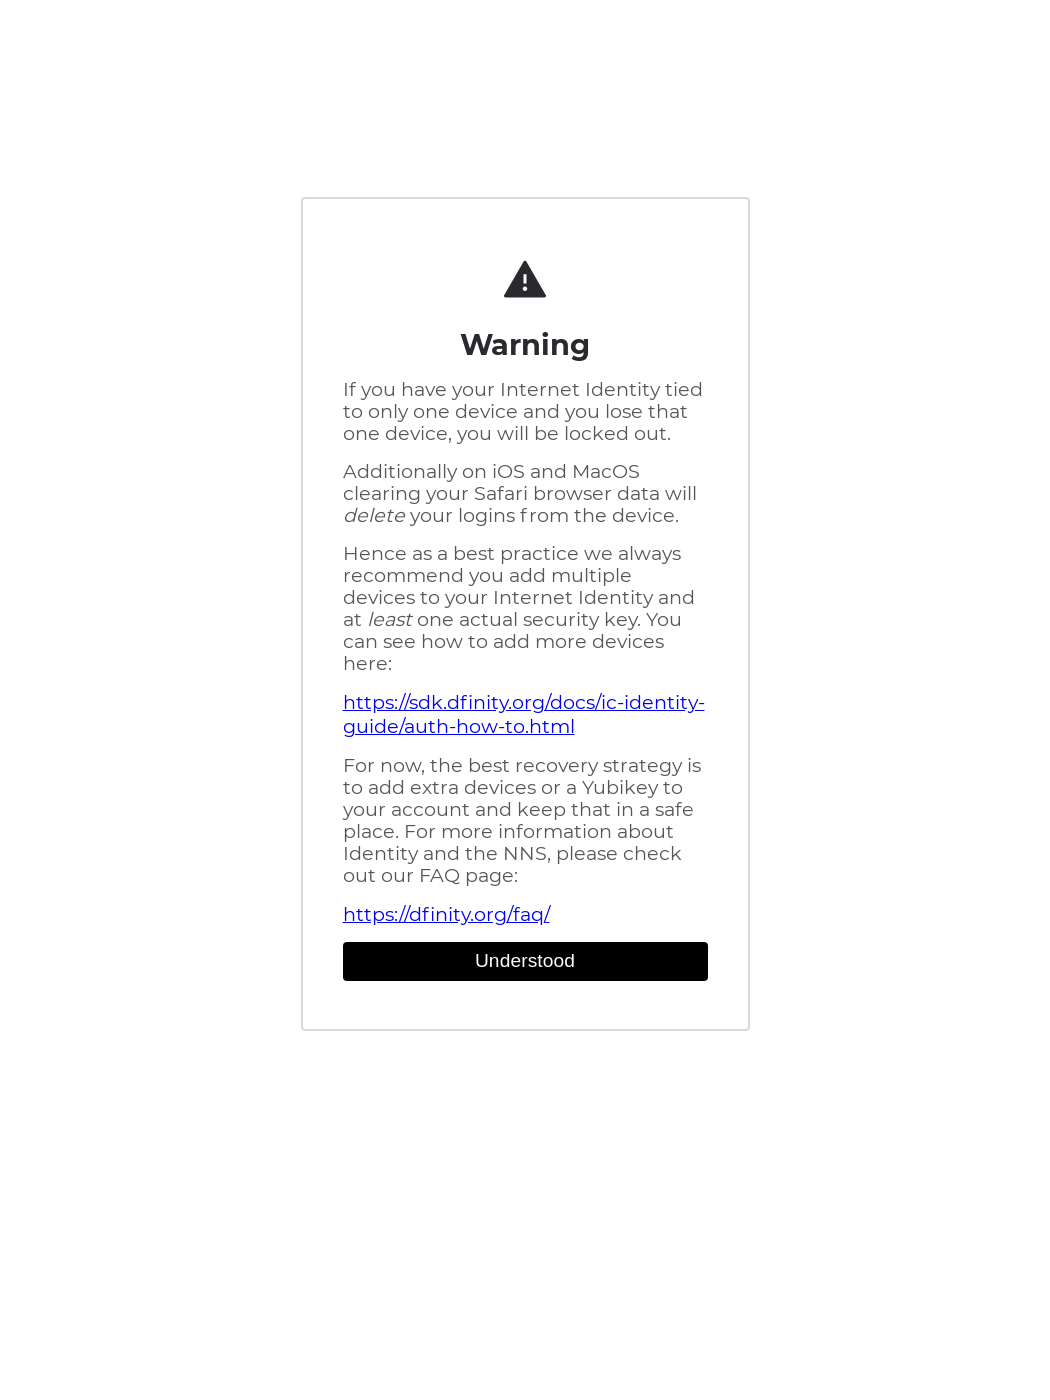 Warning
If you have your Internet Identity tied
to only one device and you lose that
one device, you will be locked out.
Additionally on iOS and MacOS
clearing your Safari browser data will
delete your logins from the device.
Hence as a best practice we always
recommend you add multiple
devices to your Internet Identity and
at least one actual security key. You
can see how to add more devices
here:
https://sdk.dfinity.org/docs/ic-identity-
guide/auth-how-to.html
For now, the best recovery strategy is
to add extra devices or a Yubikey to
your account and keep that in a safe
place. For more information about
Identity and the NNS, please check
out our FAQ page:
https://dfinity.org/faq/
Understood